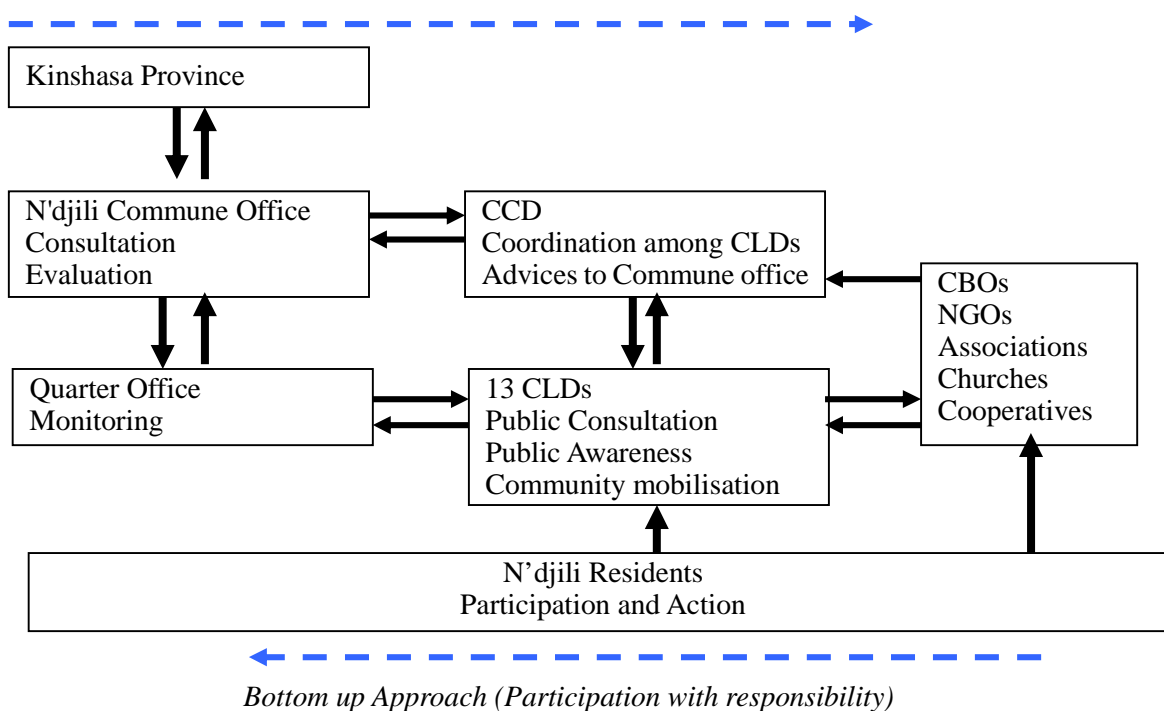 Kinshasa Province
N'djili Commune Office
Consultation
Evaluation
CCD
Coordination among CLDs
Advices to Commune office
CBOs
NGOs
Associations
Churches
Cooperatives
Quarter Office
Monitoring
13 CLDs
Public Consultation
Public Awareness
Community mobilisation
N’djili Residents
Participation and Action
Bottom up Approach (Participation with responsibility)